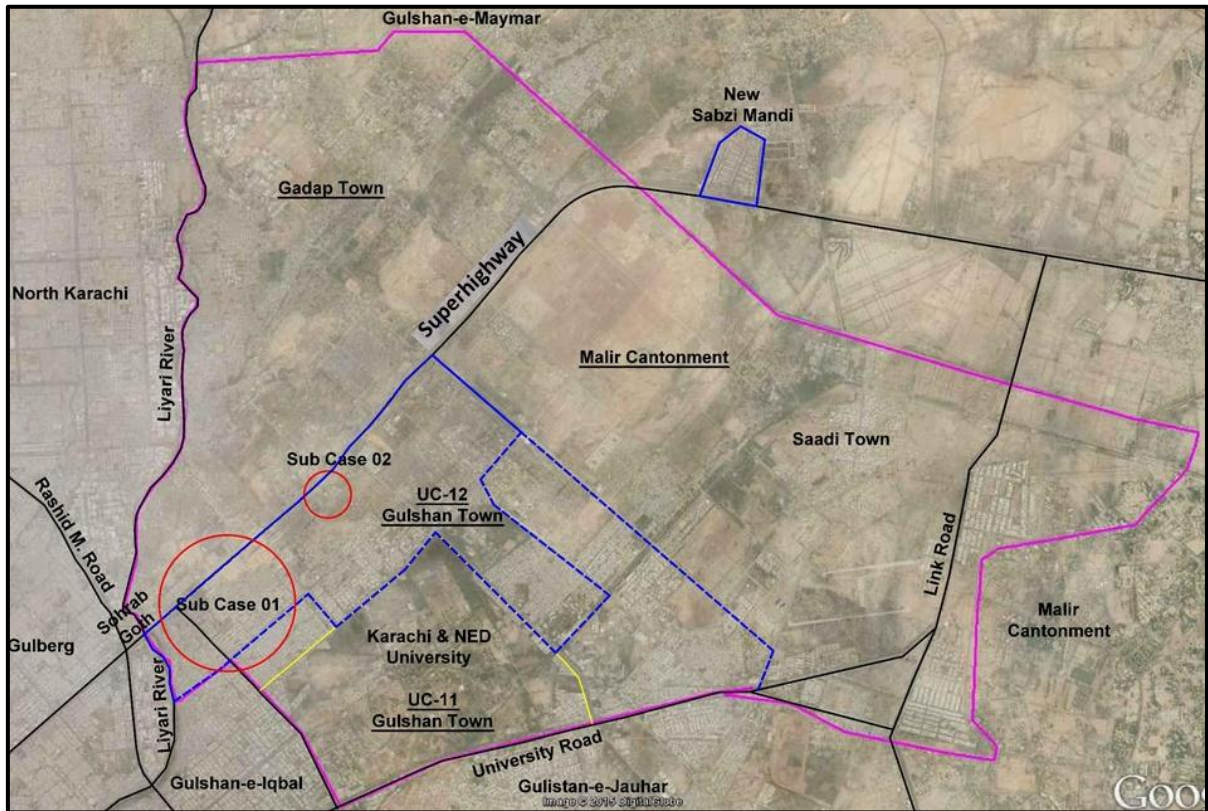 Gulshan-e-Maymar
New
Sabzi Mandi
Gadap Town
Superhighway
North Karachi
Liyari River
Malir Cantonment
Saadi Town
Sub Case 02
Rashid M. Road
UC-12
Gulshan Town
Link Road
Sub Case 01
Sohrab
Goth
Malir
Cantonment
Gulberg
Karachi & NED
University
Liyari River
UC-11
Gulshan Town
University Road
Gulshan-e-Iqbal
Gulistan-e-Jauhar
Image © 2015 DigitalGlobe
Goo